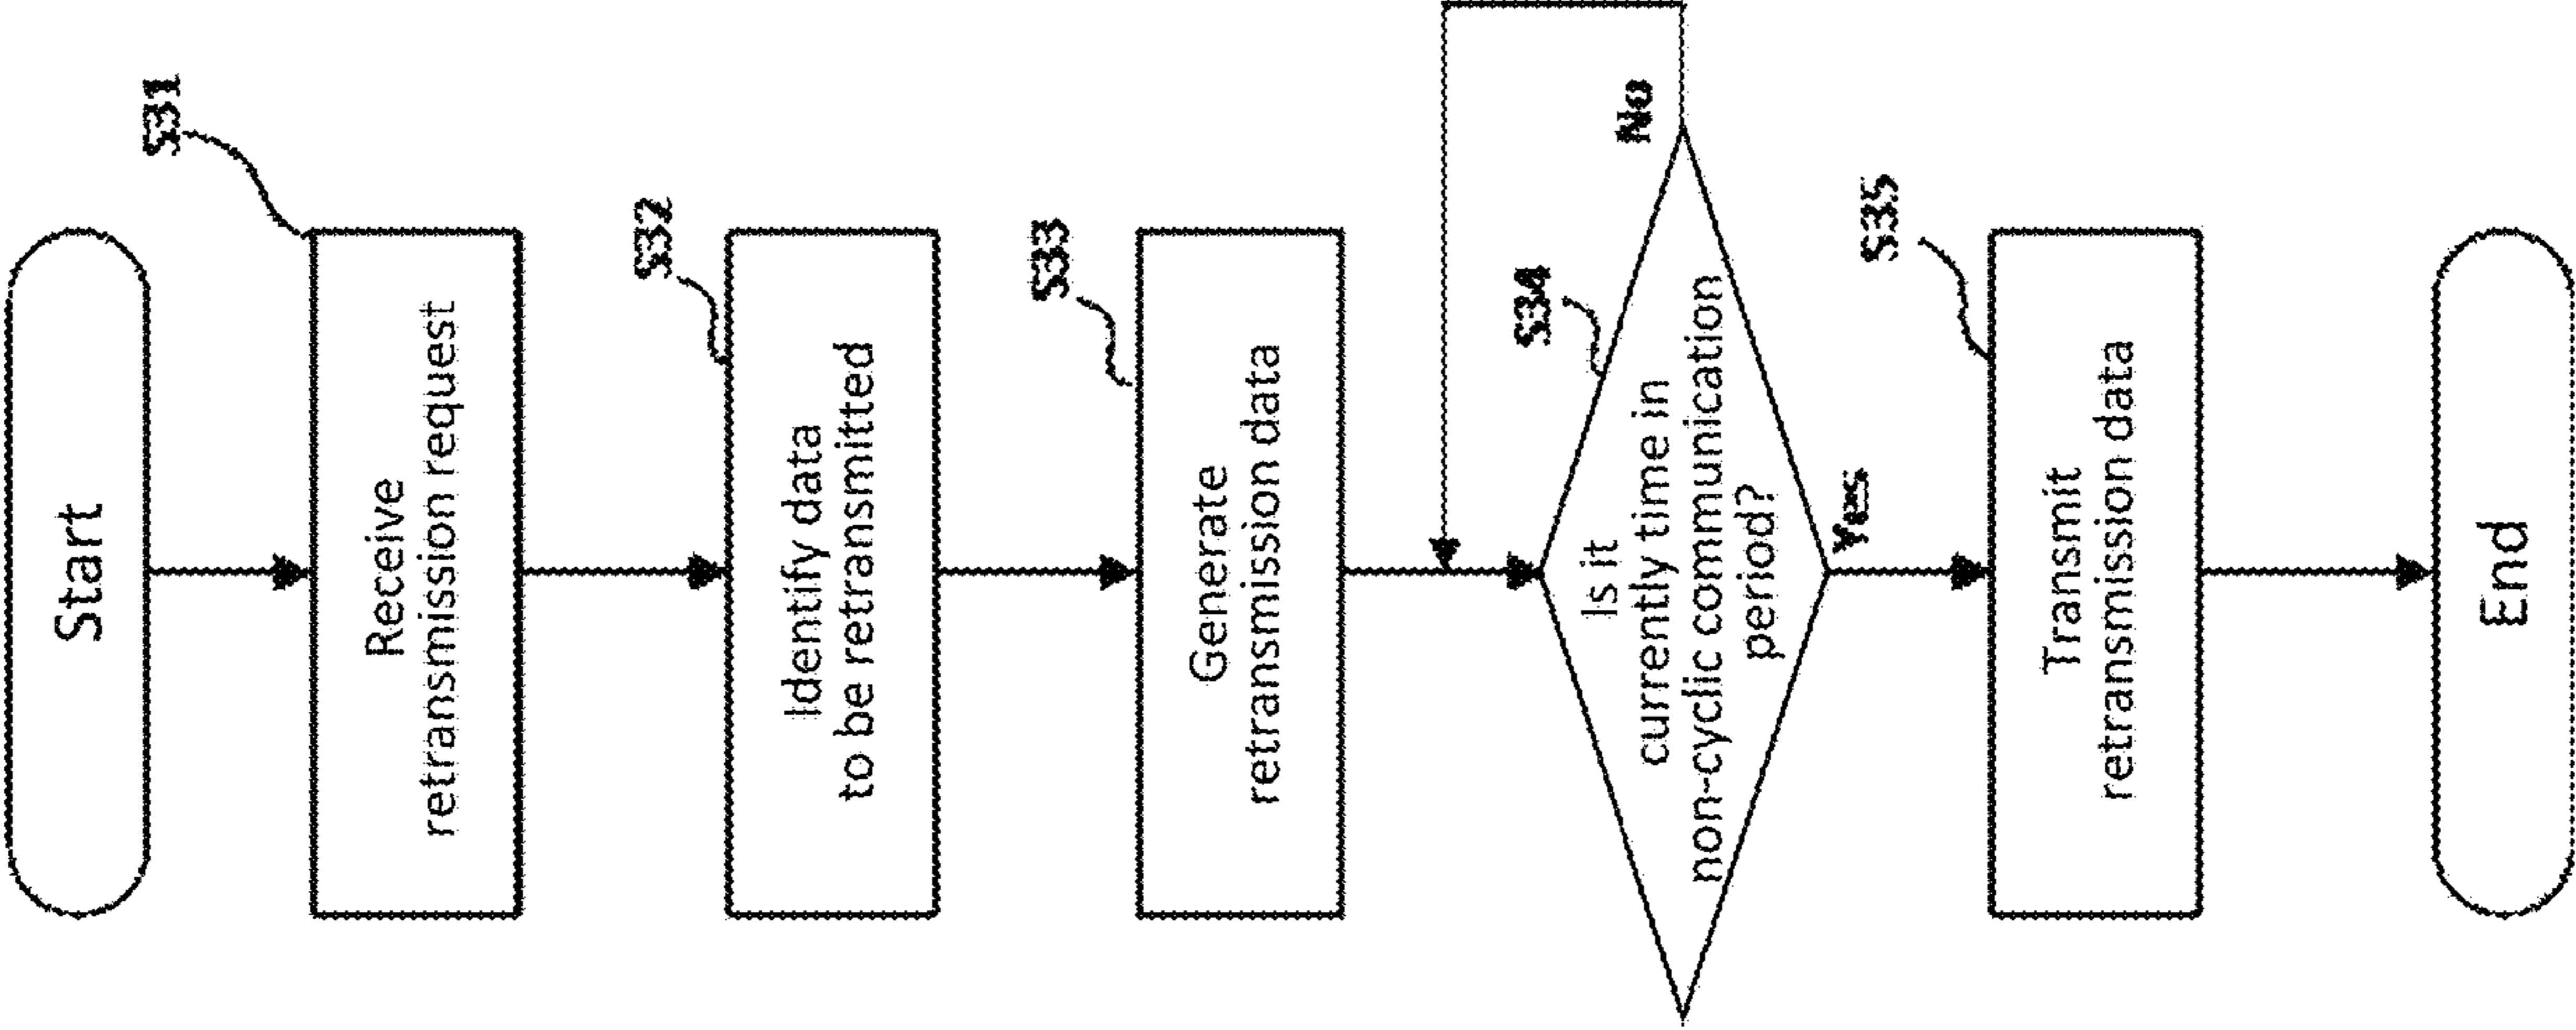 Start
S31
Receive
retransmission request
S32
Identify data
to be retransmitted
S33
Generate
retransmission data
S34
Is it
currently time in
non-cyclic communication
period?
No
Yes
S35
Transmit
retransmission data
End